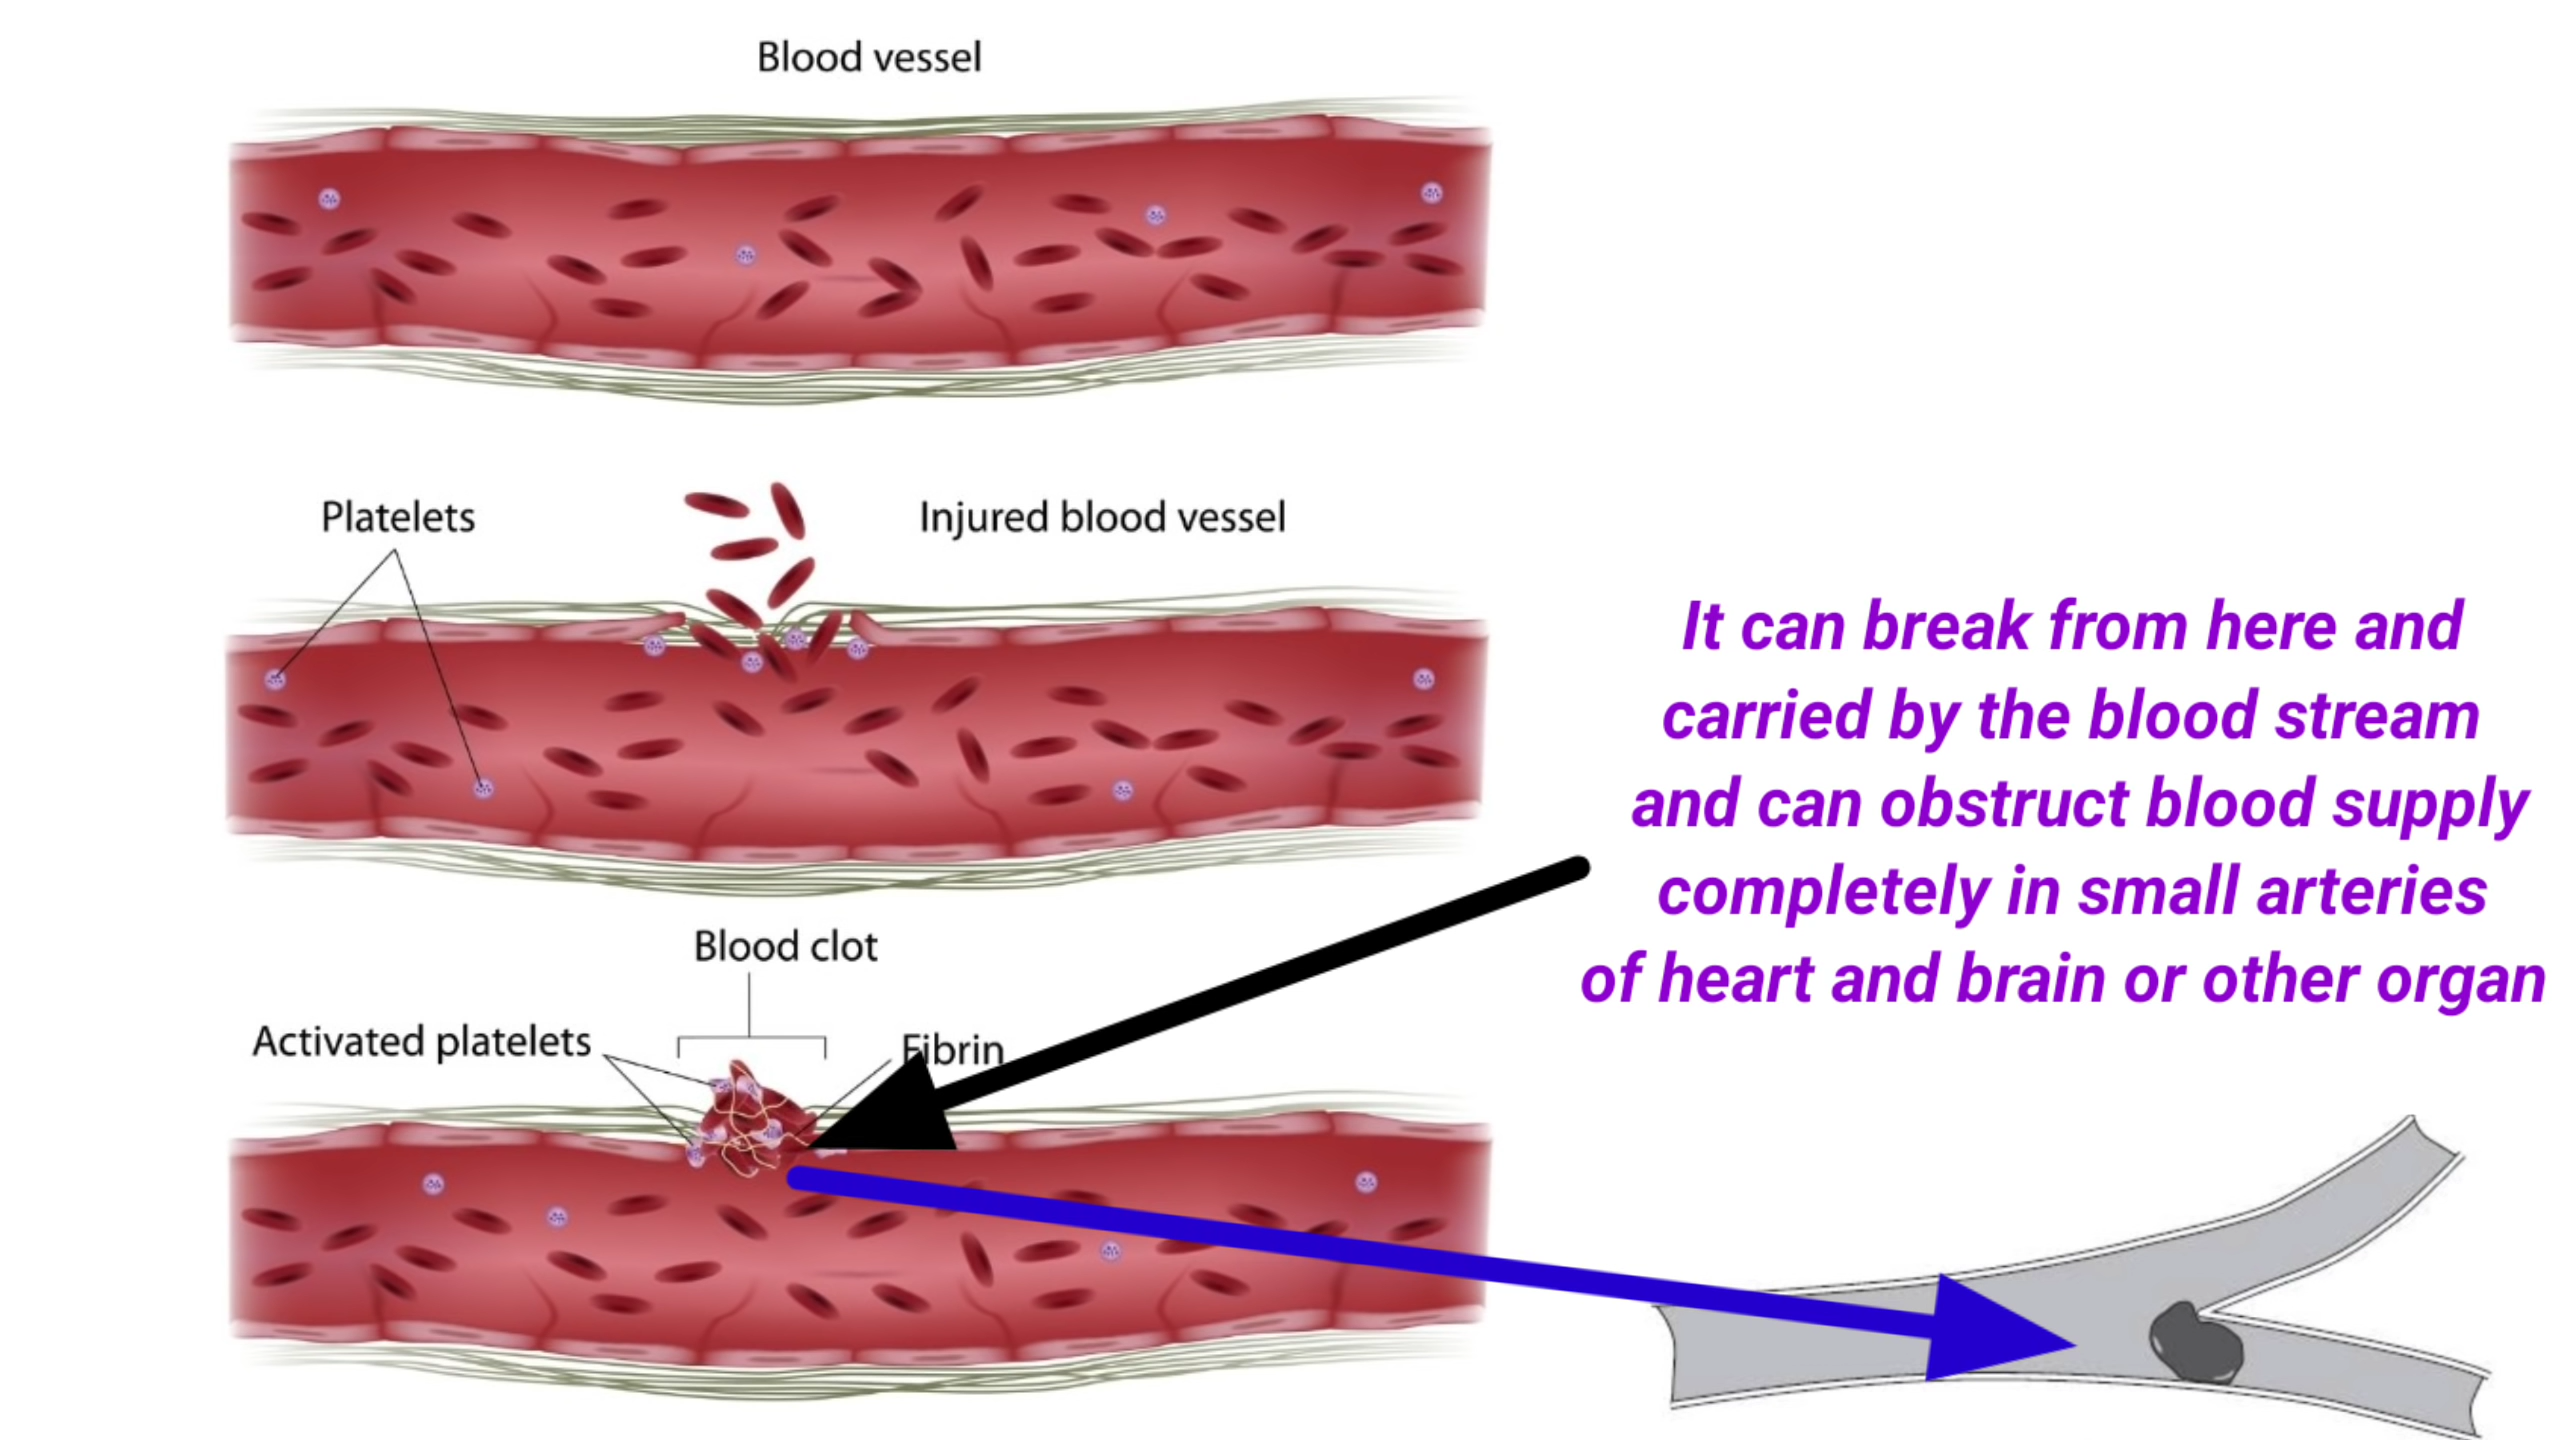 Blood vessel
Platelets
Injured blood vessel
It can break from here and
carried by the blood stream
and can obstruct blood supply
completely in small arteries
of heart and brain or other organ
Blood clot
Activated platelets
Fibrin